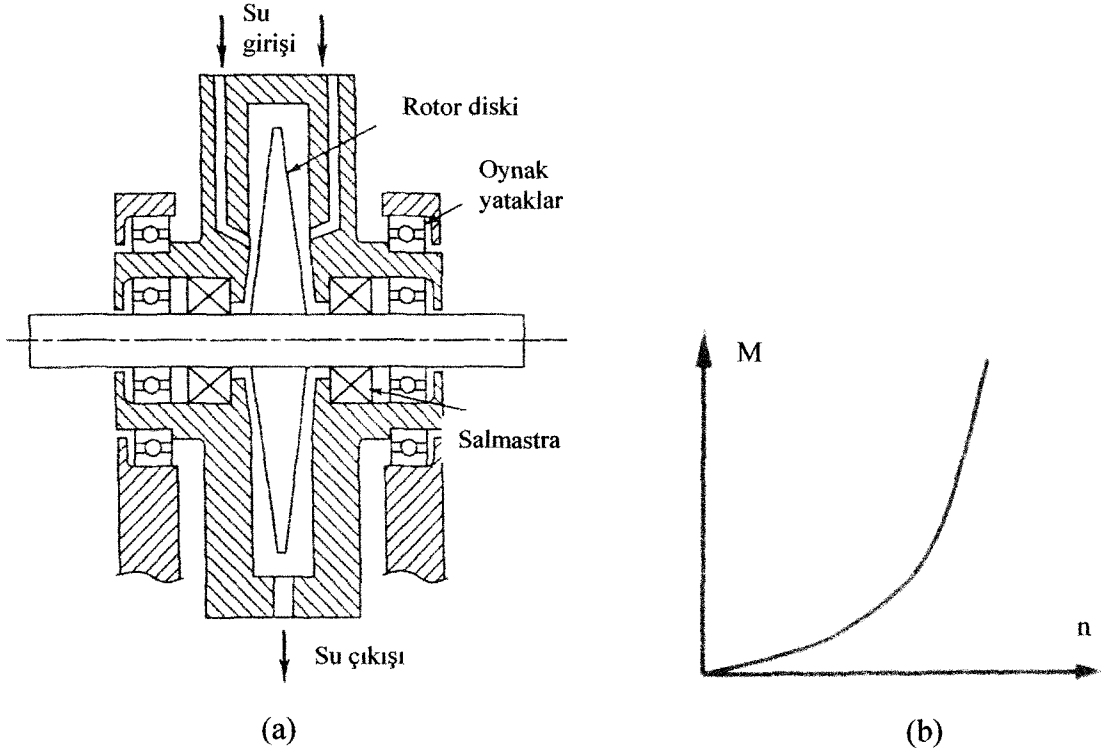 Su
girişi
Rotor diski
Oynak
yataklar
Salmastra
Su çıkışı
(a)
M
n
(b)